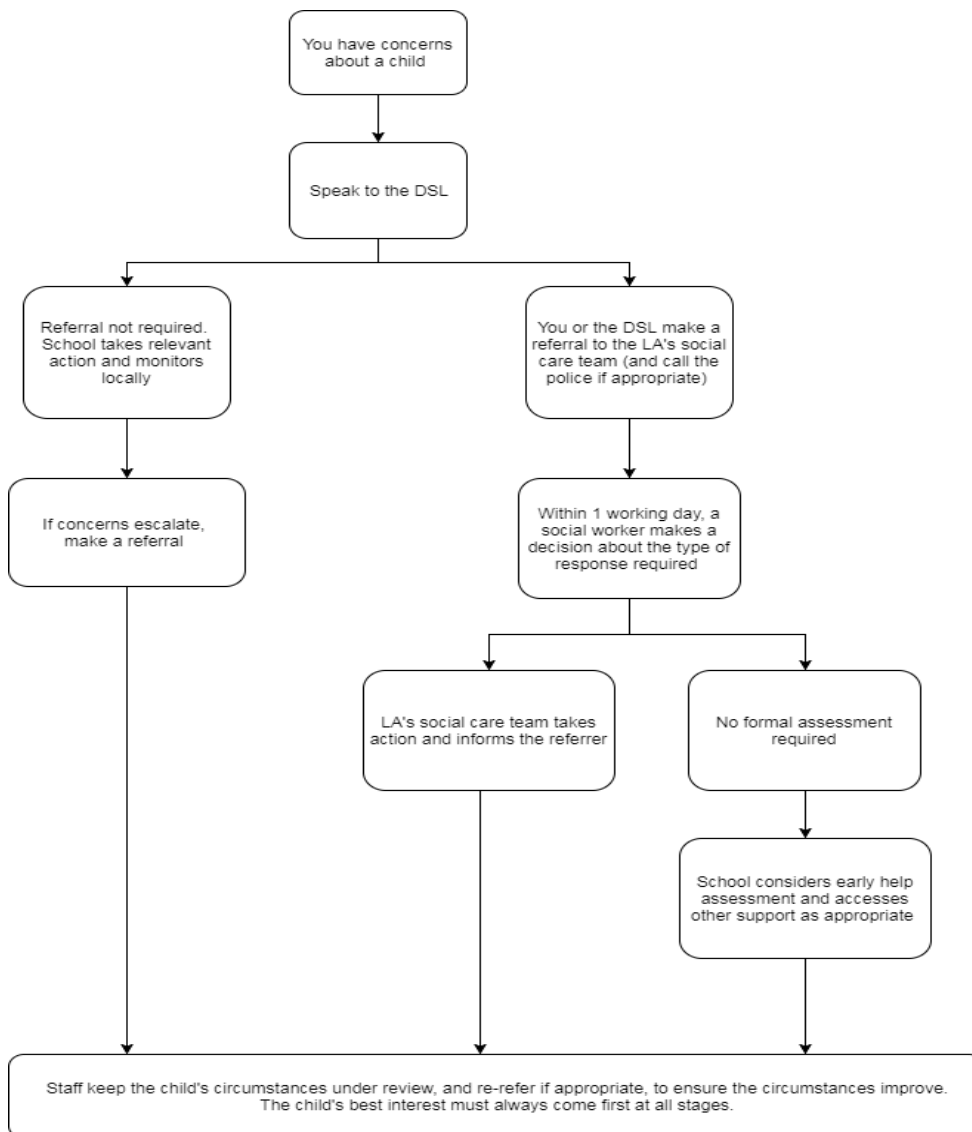 You have concerns
about a child
Speak to the DSL
Referral not required.
School takes relevant
action and monitors
locally
You or the DSL make a
referral to the LA's social
care team (and call the
police if appropriate)
If concerns escalate,
make a referral
Within 1 working day, a
social worker makes a
decision about the type of
response required
LA's social care team takes
action and informs the referrer
No formal assessment
required
School considers early help
assessment and accesses
other support as appropriate
Staff keep the child's circumstances under review, and re-refer if appropriate, to ensure the circumstances improve.
The child's best interest must always come first at all stages.